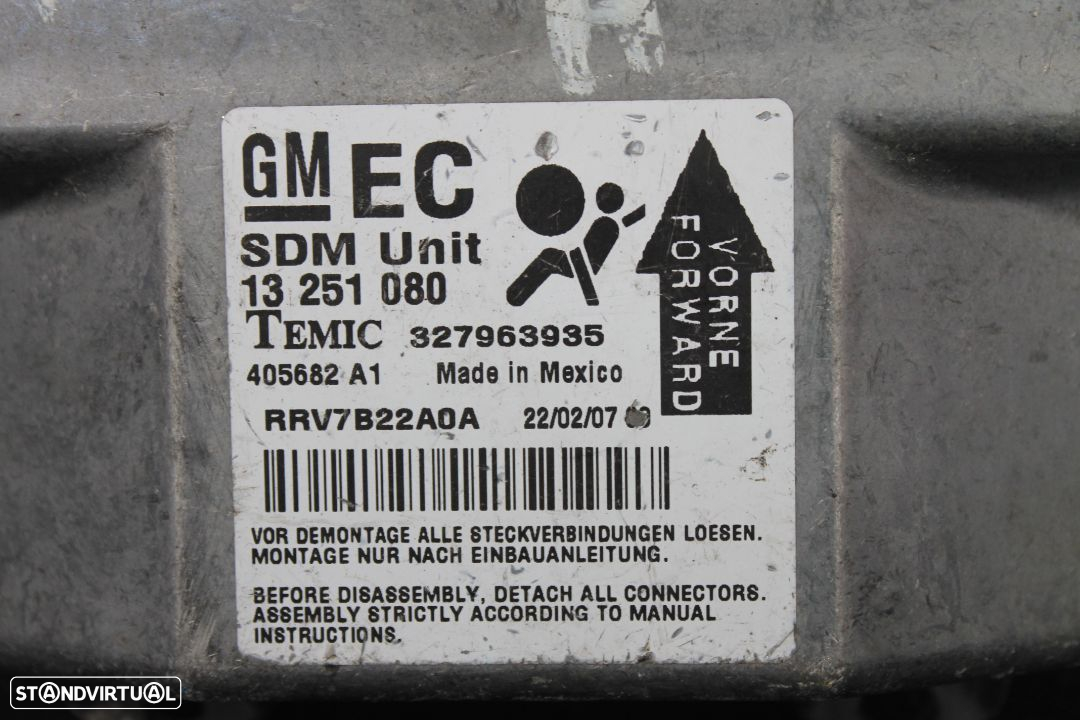 GM EC
SDM Unit
13 251 080
TEMIC 327963935
405682 A1 Made in Mexico
RRV7B22A0A 22/02/07
VORNE
FORWARD
VOR DEMONTAGE ALLE STECKVERBINDUNGEN LOESEN.
MONTAGE NUR NACH EINBAUANLEITUNG.
BEFORE DISASSEMBLY, DETACH ALL CONNECTORS.
ASSEMBLY STRICTLY ACCORDING TO MANUAL
INSTRUCTIONS.
STANDVIRTUAL